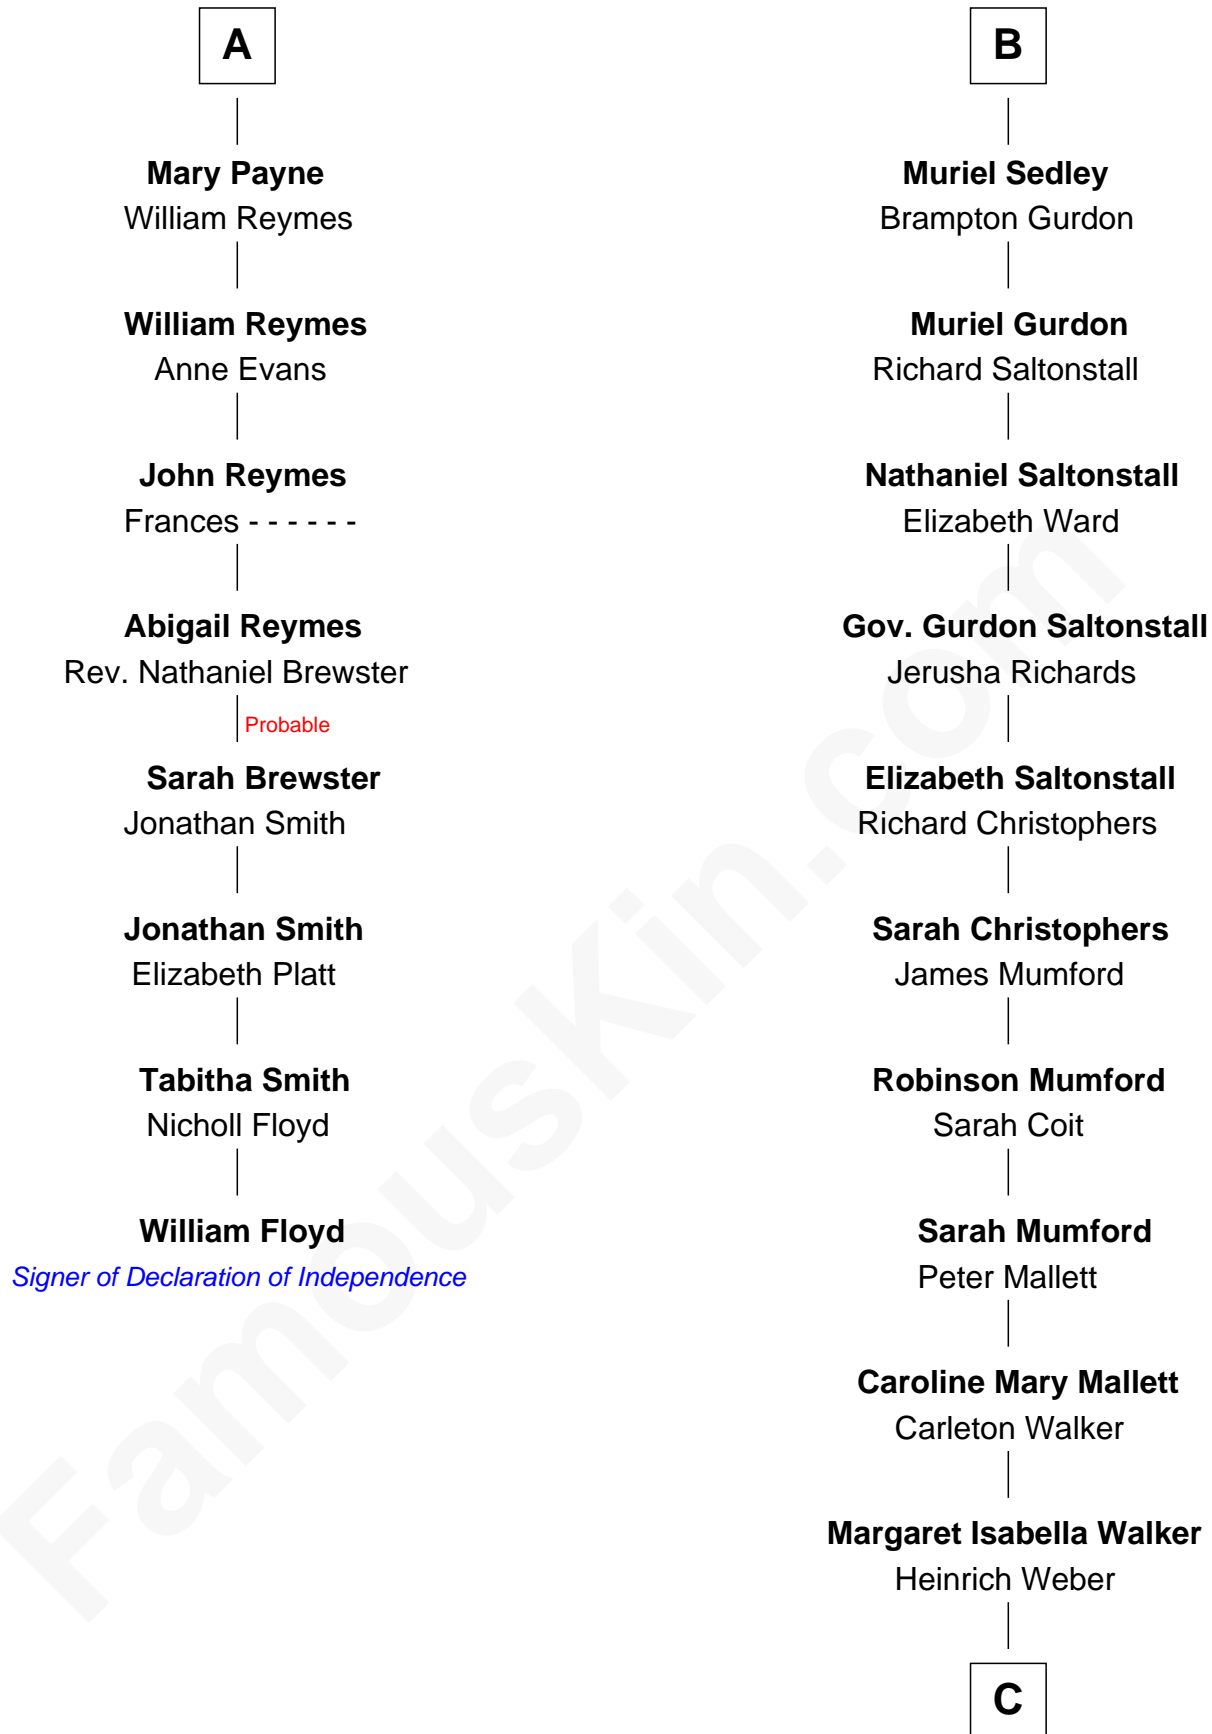 A
Mary Payne
William Reymes
William Reymes
Anne Evans
John Reymes
Frances - - - - - -
Abigail Reymes
Rev. Nathaniel Brewster
Probable
Sarah Brewster
Jonathan Smith
Jonathan Smith
Elizabeth Platt
Tabitha Smith
Nicholl Floyd
William Floyd
Signer of Declaration of Independence
B
Muriel Sedley
Brampton Gurdon
Muriel Gurdon
Richard Saltonstall
Nathaniel Saltonstall
Elizabeth Ward
Gov. Gurdon Saltonstall
Jerusha Richards
Elizabeth Saltonstall
Richard Christophers
Sarah Christophers
James Mumford
Robinson Mumford
Sarah Coit
Sarah Mumford
Peter Mallett
Caroline Mary Mallett
Carleton Walker
Margaret Isabella Walker
Heinrich Weber
C
FamousKin.com